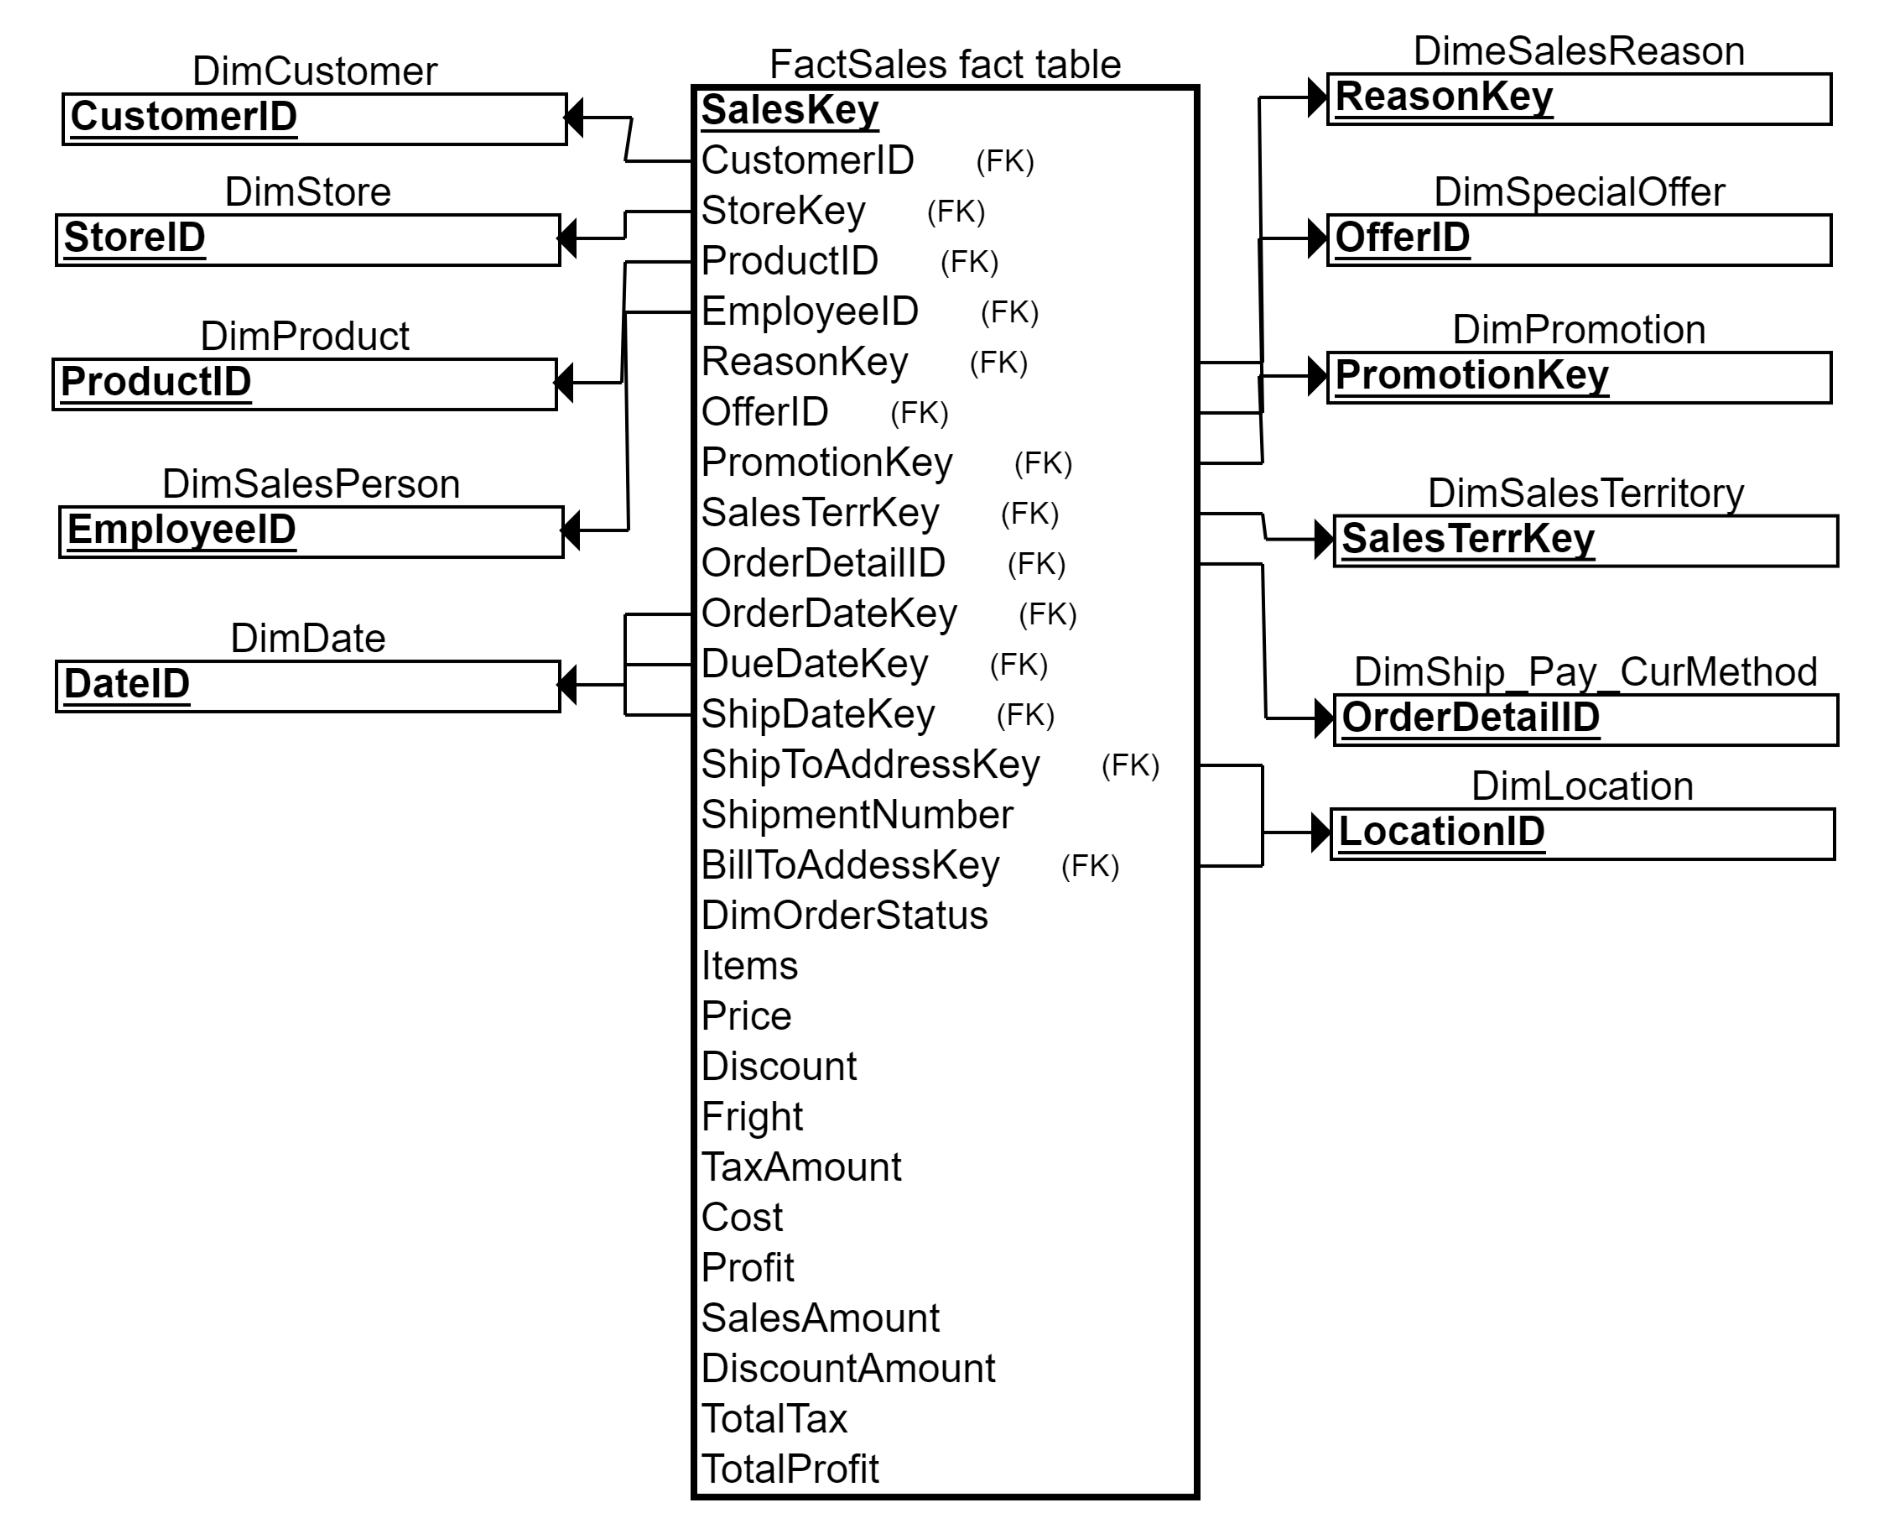 DimCustomer
CustomerID
DimStore
StoreID
DimProduct
ProductID
DimSalesPerson
EmployeeID
DimDate
DateID
FactSales fact table
SalesKey
CustomerID (FK)
StoreKey (FK)
ProductID (FK)
EmployeeID (FK)
ReasonKey (FK)
OfferID (FK)
PromotionKey (FK)
SalesTerrKey (FK)
OrderDetailID (FK)
OrderDateKey (FK)
DueDateKey (FK)
ShipDateKey (FK)
ShipToAddressKey (FK)
ShipmentNumber
BillToAddessKey (FK)
DimOrderStatus
Items
Price
Discount
Fright
TaxAmount
Cost
Profit
SalesAmount
DiscountAmount
TotalTax
TotalProfit
DimeSalesReason
ReasonKey
DimSpecialOffer
OfferID
DimPromotion
PromotionKey
DimSalesTerritory
SalesTerrKey
DimShip_Pay_CurMethod
OrderDetailID
DimLocation
LocationID